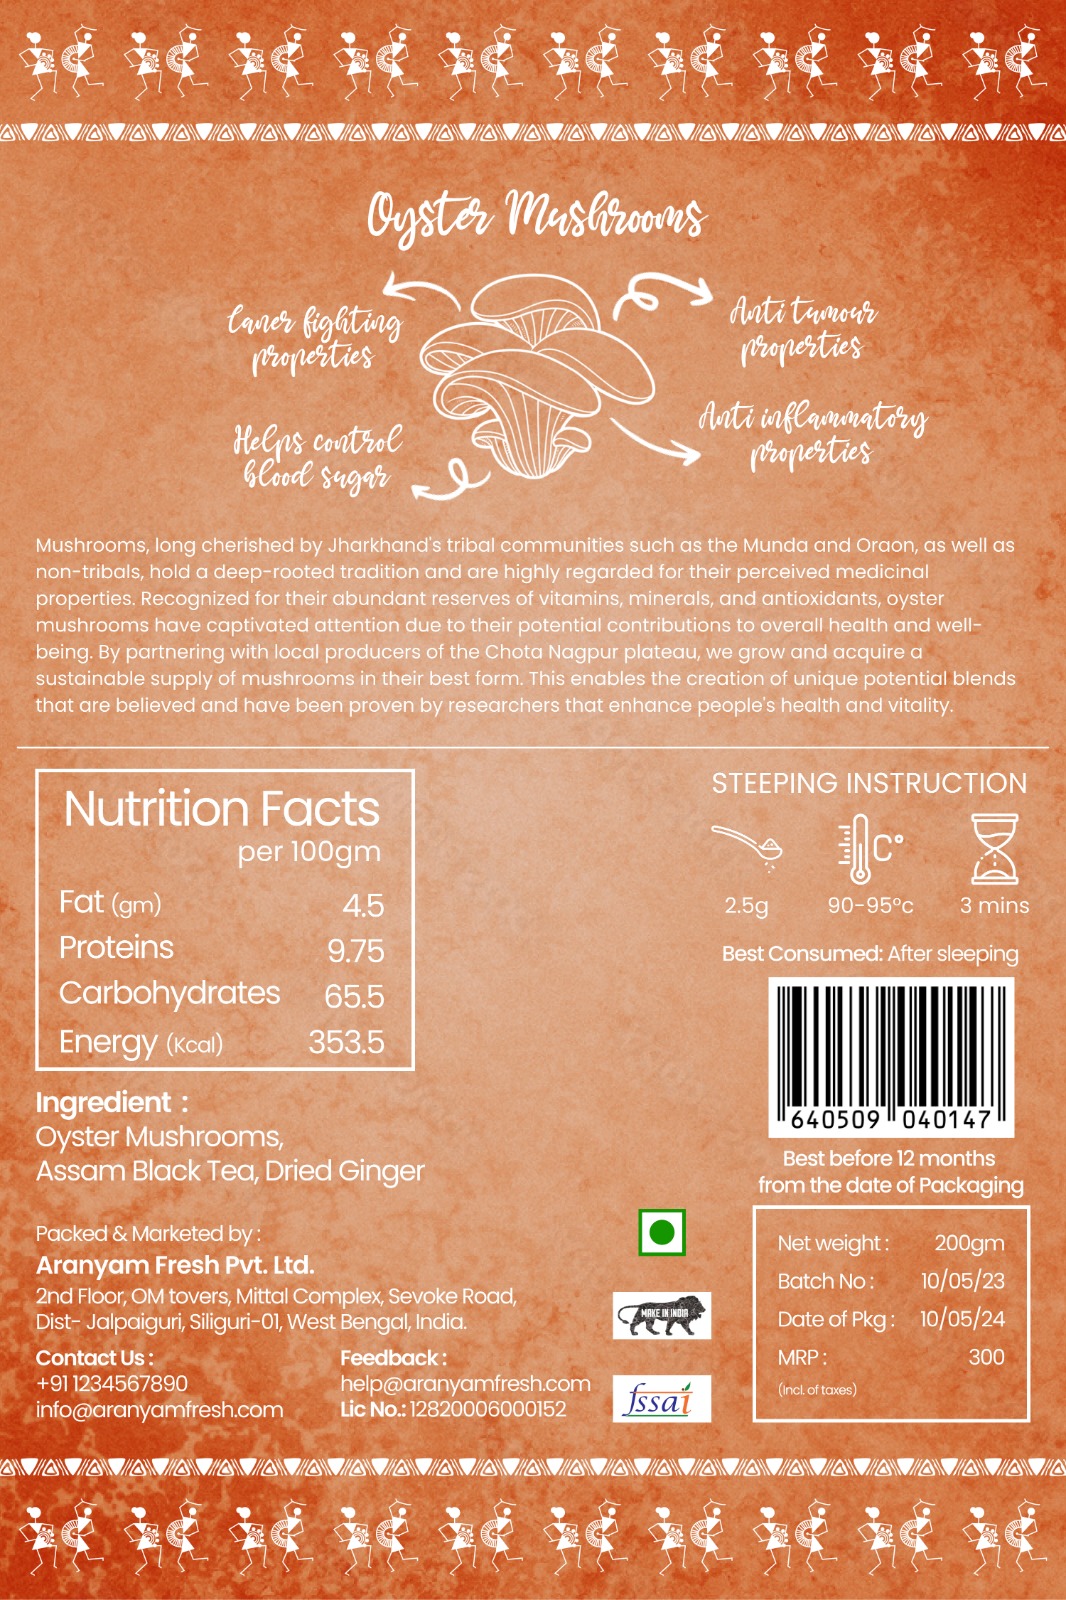 Oyster Mushrooms
Caner fighting
properties
Anti tumour
properties
Helps control
blood sugar
Anti inflammatory
properties
Mushrooms, long cherished by Jharkhand's tribal communities such as the Munda and Oraon, as well as
non-tribals, hold a deep-rooted tradition and are highly regarded for their perceived medicinal
properties. Recognized for their abundant reserves of vitamins, minerals, and antioxidants, oyster
mushrooms have captivated attention due to their potential contributions to overall health and well-
being. By partnering with local producers of the Chota Nagpur plateau, we grow and acquire a
sustainable supply of mushrooms in their best form. This enables the creation of unique potential blends
that are believed and have been proven by researchers that enhance people's health and vitality.
Nutrition Facts
per 100gm
Fat (gm) 4.5
Proteins 9.75
Carbohydrates 65.5
Energy (Kcal) 353.5
Ingredient :
Oyster Mushrooms,
Assam Black Tea, Dried Ginger
STEEPING INSTRUCTION
C°
2.5g 90-95°c 3 mins
Best Consumed: After sleeping
640509 040147
Best before 12 months
from the date of Packaging
Packed & Marketed by :
Aranyam Fresh Pvt. Ltd.
2nd Floor, OM tovers, Mittal Complex, Sevoke Road,
Dist- Jalpaiguri, Siliguri-01, West Bengal, India.
Contact Us :
+91 1234567890
info@aranyamfresh.com
Feedback :
help@aranyamfresh.com
Lic No.: 12820006000152
MAKE IN INDIA
fssai
Net weight : 200gm
Batch No : 10/05/23
Date of Pkg : 10/05/24
MRP : 300
(incl. of taxes)